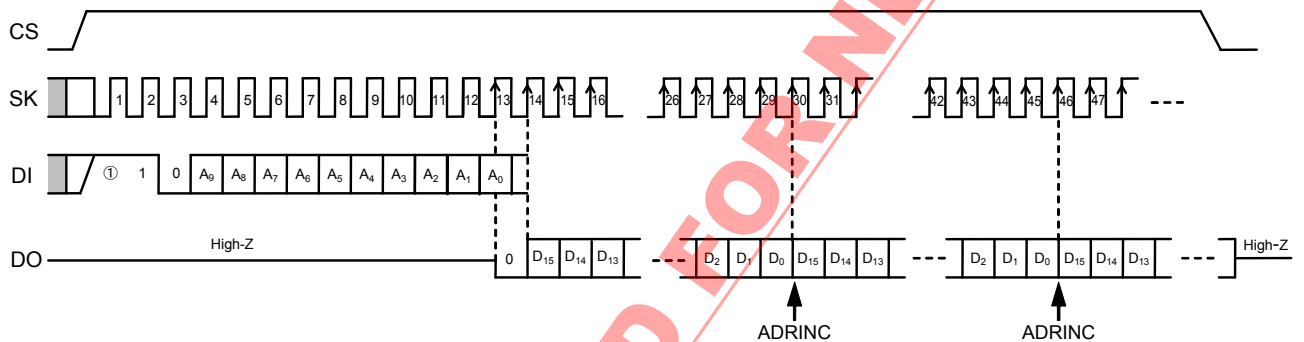 CS
SK 1 2 3 4 5 6 7 8 9 10 11 12 13 14 15 16 26 27 28 29 30 31 42 43 44 45 46 47
DI ① 1 0 A9 A8 A7 A6 A5 A4 A3 A2 A1 A0
DO High-Z 0 D15 D14 D13 D2 D1 D0 D15 D14 D13 D2 D1 D0 D15 D14 D13 High-Z
ADRINC ADRINC
D FOR